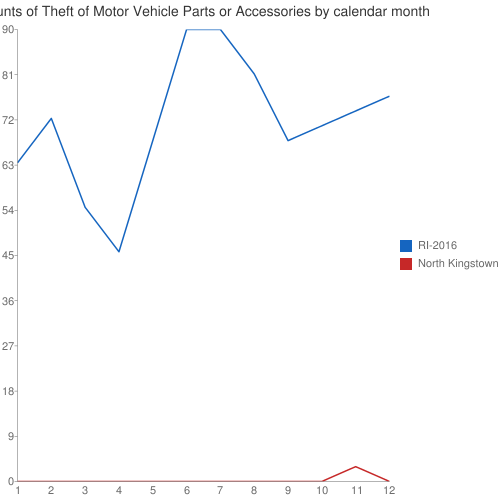 of Theft of Motor Vehicle Parts or Accessories by calendar month
90
81
72
63
54
45
36
27
18
9
0
1 2 3 4 5 6 7 8 9 10 11 12
RI-2016
North Kingstown